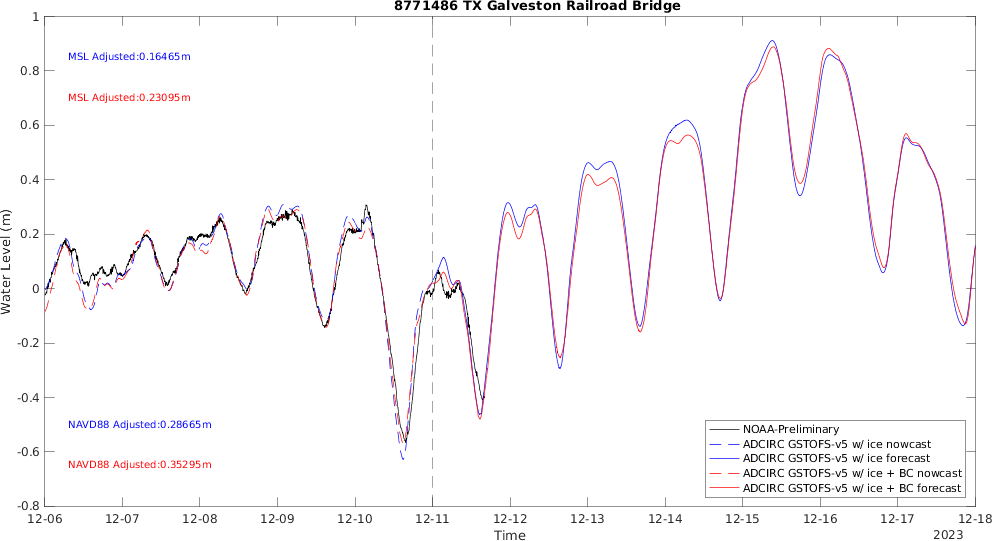 8771486 TX Galveston Railroad Bridge
1
0.8
0.6
0.4
0.2
0
-0.2
-0.4
-0.6
-0.8
Water Level (m)
MSL Adjusted:0.16465m
MSL Adjusted:0.23095m
NAVD88 Adjusted:0.28665m
NAVD88 Adjusted:0.35295m
NOAA-Preliminary
ADCIRC GSTOFS-v5 w/ ice nowcast
ADCIRC GSTOFS-v5 w/ ice forecast
ADCIRC GSTOFS-v5 w/ ice + BC nowcast
ADCIRC GSTOFS-v5 w/ ice + BC forecast
12-06 12-07 12-08 12-09 12-10 12-11 12-12 12-13 12-14 12-15 12-16 12-17 12-18
Time
2023